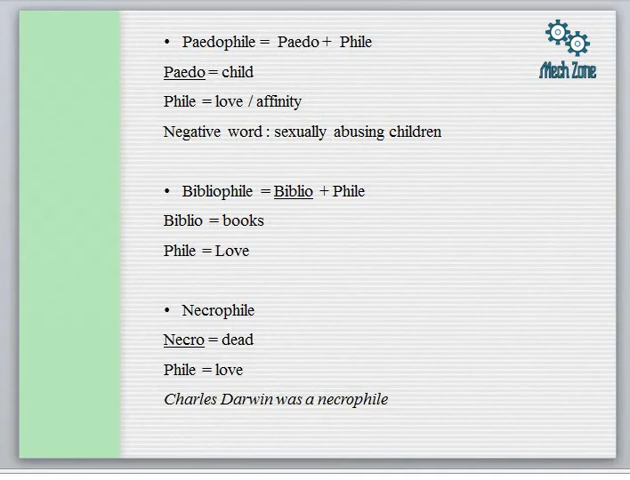 Mech Zone
• Paedophile = Paedo + Phile
Paedo = child
Phile = love / affinity
Negative word : sexually abusing children
• Bibliophile = Biblio + Phile
Biblio = books
Phile = Love
• Necrophile
Necro = dead
Phile = love
Charles Darwin was a necrophile